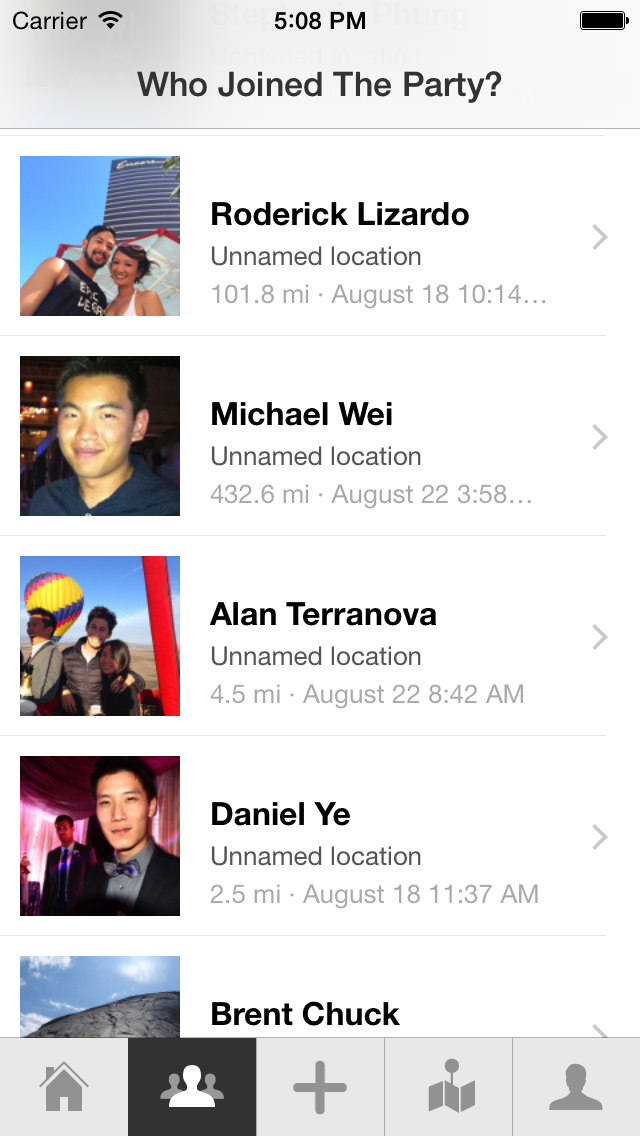 Carrier 5:08 PM
Who Joined The Party?
Encore
Roderick Lizardo
Unnamed location
101.8 mi · August 18 10:14…
Michael Wei
Unnamed location
432.6 mi · August 22 3:58…
Alan Terranova
Unnamed location
4.5 mi · August 22 8:42 AM
Daniel Ye
Unnamed location
2.5 mi · August 18 11:37 AM
Brent Chuck